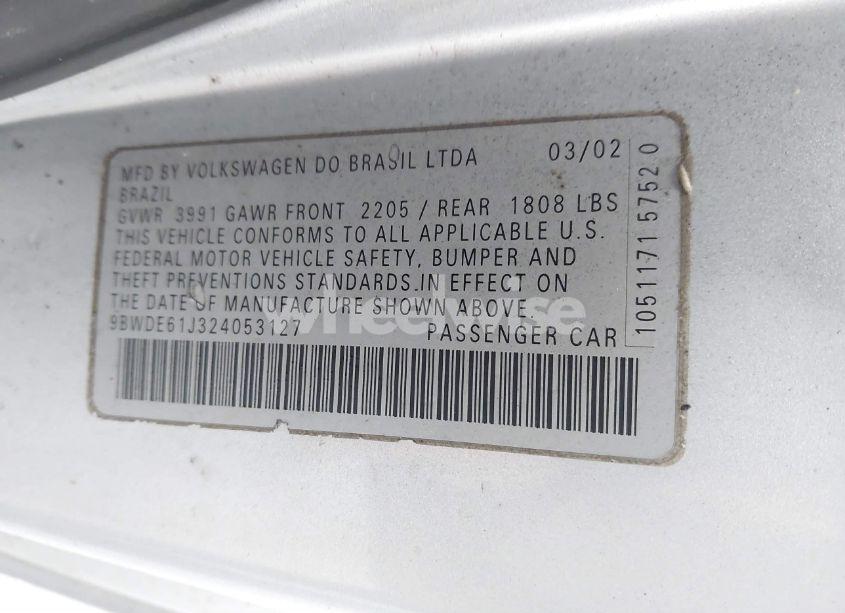 MFD BY VOLKSWAGEN DO BRASIL LTDA 03/02
BRAZIL
GVWR 3991 GAWR FRONT 2205 / REAR 1808 LBS
THIS VEHICLE CONFORMS TO ALL APPLICABLE U.S.
FEDERAL MOTOR VEHICLE SAFETY, BUMPER AND
THEFT PREVENTIONS STANDARDS.IN EFFECT ON
THE DATE OF MANUFACTURE SHOWN ABOVE.
9BWDE61J324053127 PASSENGER CAR
1051171 5752 0
wheelwise